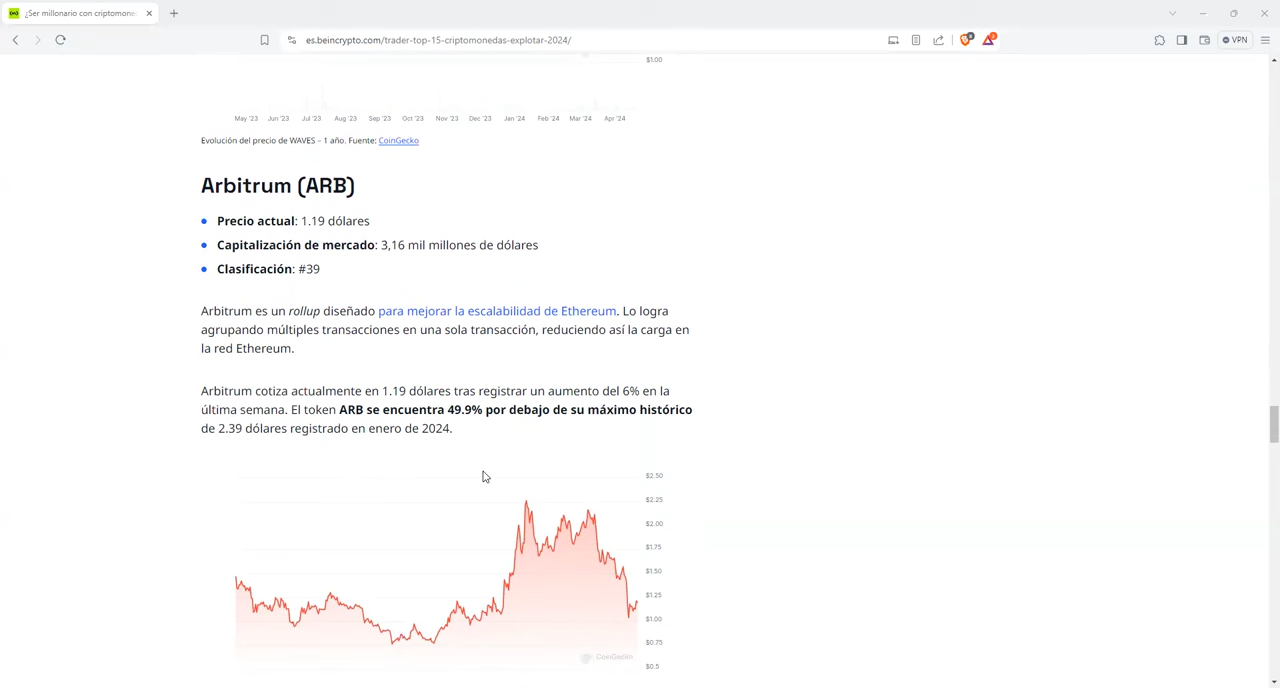 ¿Ser millonario con criptomone
VPN
es.beincrypto.com/trader-top-15-criptomonedas-explotar-2024/
$1.00
May '23 Jun '23 Jul '23 Aug '23 Sep '23 Oct '23 Nov '23 Dec '23 Jan '24 Feb '24 Mar '24 Apr '24
Evolución del precio de WAVES – 1 año. Fuente: CoinGecko
Arbitrum (ARB)
Precio actual: 1.19 dólares
Capitalización de mercado: 3,16 mil millones de dólares
Clasificación: #39
Arbitrum es un rollup diseñado para mejorar la escalabilidad de Ethereum. Lo logra
agrupando múltiples transacciones en una sola transacción, reduciendo así la carga en
la red Ethereum.
Arbitrum cotiza actualmente en 1.19 dólares tras registrar un aumento del 6% en la
última semana. El token ARB se encuentra 49.9% por debajo de su máximo histórico
de 2.39 dólares registrado en enero de 2024.
$2.50
$2.25
$2.00
$1.75
$1.50
$1.25
$1.00
$0.75
CoinGecko
$0.5